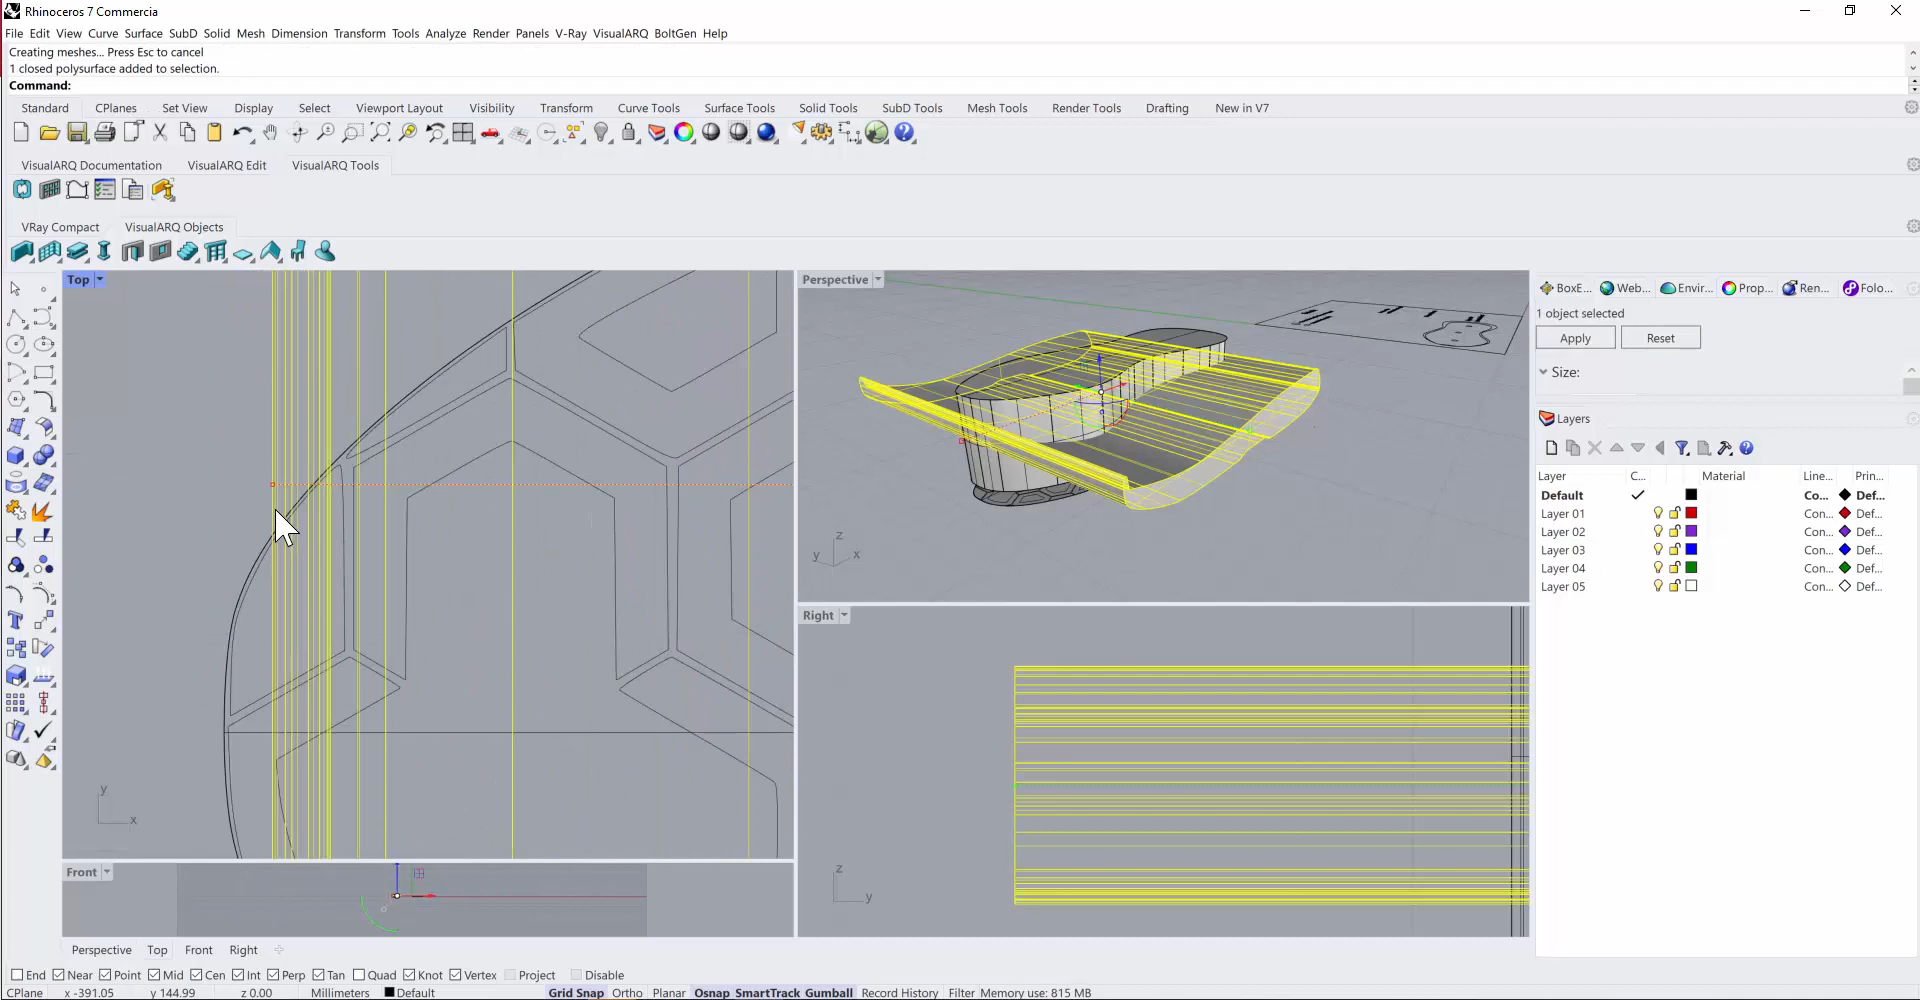 Rhinoceros 7 Commercia
File Edit View Curve Surface SubD Solid Mesh Dimension Transform Tools Analyze Render Panels V-Ray VisualARQ BoltGen Help
Creating meshes... Press Esc to cancel
1 closed polysurface added to selection.
Command:
Standard CPlanes Set View Display Select Viewport Layout Visibility Transform Curve Tools Surface Tools Solid Tools SubD Tools Mesh Tools Render Tools Drafting New in V7
VisualARQ Documentation VisualARQ Edit VisualARQ Tools
VRay Compact VisualARQ Objects
Top
Perspective
BoxE... Web... Envir... Prop... Ren... Folo...
1 object selected
Apply Reset
Size:
Layers
Layer C... Material Line... Prin...
Default Co... Def...
Layer 01 Con... Def...
Layer 02 Con... Def...
Layer 03 Con... Def...
Layer 04 Con... Def...
Layer 05 Con... Def...
z
y x
Right
y
x
z
y
Front
Perspective Top Front Right
End Near Point Mid Cen Int Perp Tan Quad Knot Vertex Project Disable
CPlane x -391.05 y 144.99 z 0.00 Millimeters Default Grid Snap Ortho Planar Osnap SmartTrack Gumball Record History Filter Memory use: 815 MB